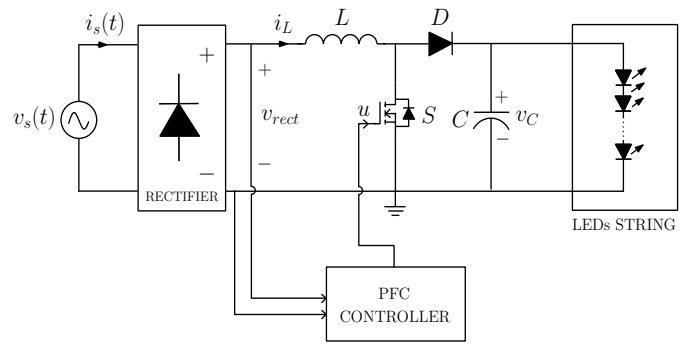 i_s(t)
i_L
L
D
+
+
v_s(t)
v_rect
u
S
C
+
v_C
−
−
−
RECTIFIER
LEDs STRING
PFC
CONTROLLER